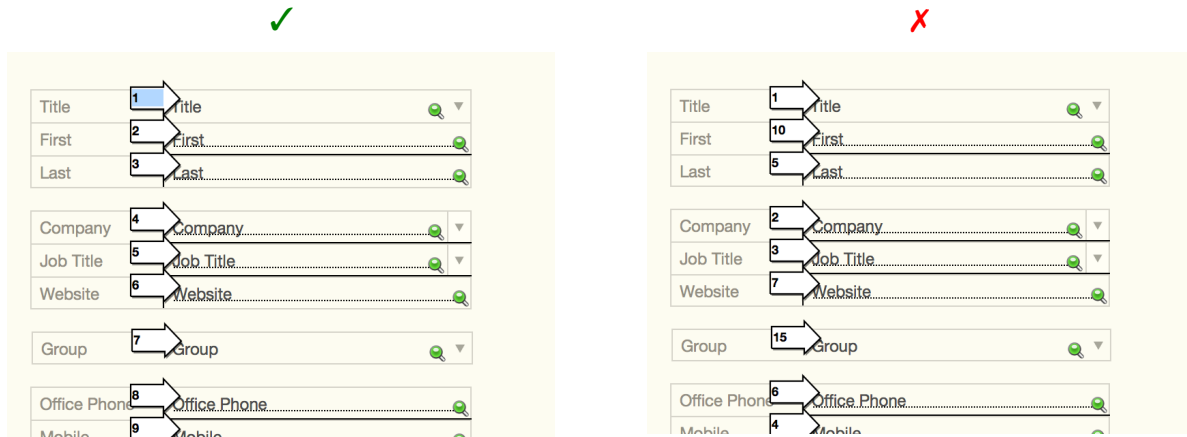 ✓ ✗
Title 1 Title
First 2 First
Last 3 Last
Company 4 Company
Job Title 5 Job Title
Website 6 Website
Group 7 Group
Office Phone 8 Office Phone
Mobile 9 Mobile
Title 1 Title
First 10 First
Last 5 Last
Company 2 Company
Job Title 3 Job Title
Website 7 Website
Group 15 Group
Office Phone 6 Office Phone
Mobile 4 Mobile